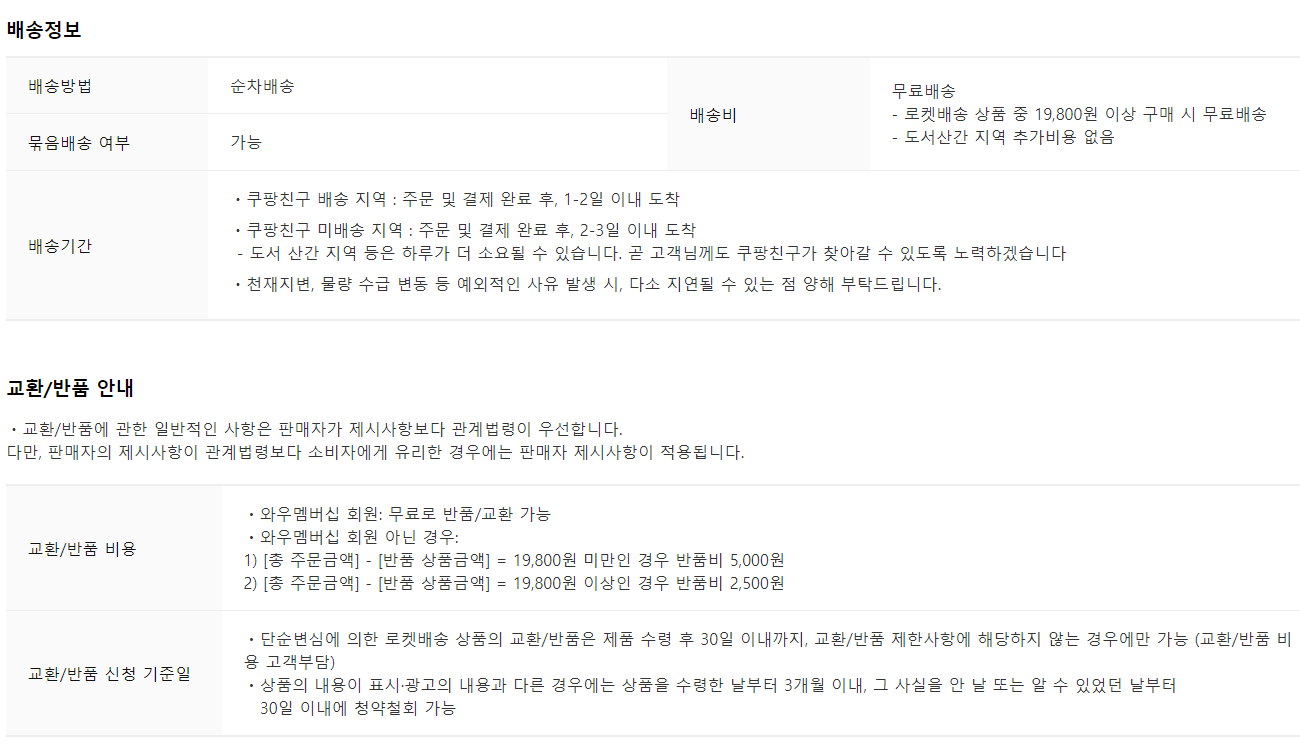 배송정보
배송방법
순차배송
배송비
무료배송
- 로켓배송 상품 중 19,800원 이상 구매 시 무료배송
- 도서산간 지역 추가비용 없음
묶음배송 여부
가능
배송기간
・쿠팡친구 배송 지역 : 주문 및 결제 완료 후, 1-2일 이내 도착
・쿠팡친구 미배송 지역 : 주문 및 결제 완료 후, 2-3일 이내 도착
- 도서 산간 지역 등은 하루가 더 소요될 수 있습니다. 곧 고객님께도 쿠팡친구가 찾아갈 수 있도록 노력하겠습니다
・천재지변, 물량 수급 변동 등 예외적인 사유 발생 시, 다소 지연될 수 있는 점 양해 부탁드립니다.
교환/반품 안내
・교환/반품에 관한 일반적인 사항은 판매자가 제시사항보다 관계법령이 우선합니다.
다만, 판매자의 제시사항이 관계법령보다 소비자에게 유리한 경우에는 판매자 제시사항이 적용됩니다.
교환/반품 비용
・와우멤버십 회원: 무료로 반품/교환 가능
・와우멤버십 회원 아닌 경우:
1) [총 주문금액] - [반품 상품금액] = 19,800원 미만인 경우 반품비 5,000원
2) [총 주문금액] - [반품 상품금액] = 19,800원 이상인 경우 반품비 2,500원
교환/반품 신청 기준일
・단순변심에 의한 로켓배송 상품의 교환/반품은 제품 수령 후 30일 이내까지, 교환/반품 제한사항에 해당하지 않는 경우에만 가능 (교환/반품 비
용 고객부담)
・상품의 내용이 표시·광고의 내용과 다른 경우에는 상품을 수령한 날부터 3개월 이내, 그 사실을 안 날 또는 알 수 있었던 날부터
30일 이내에 청약철회 가능